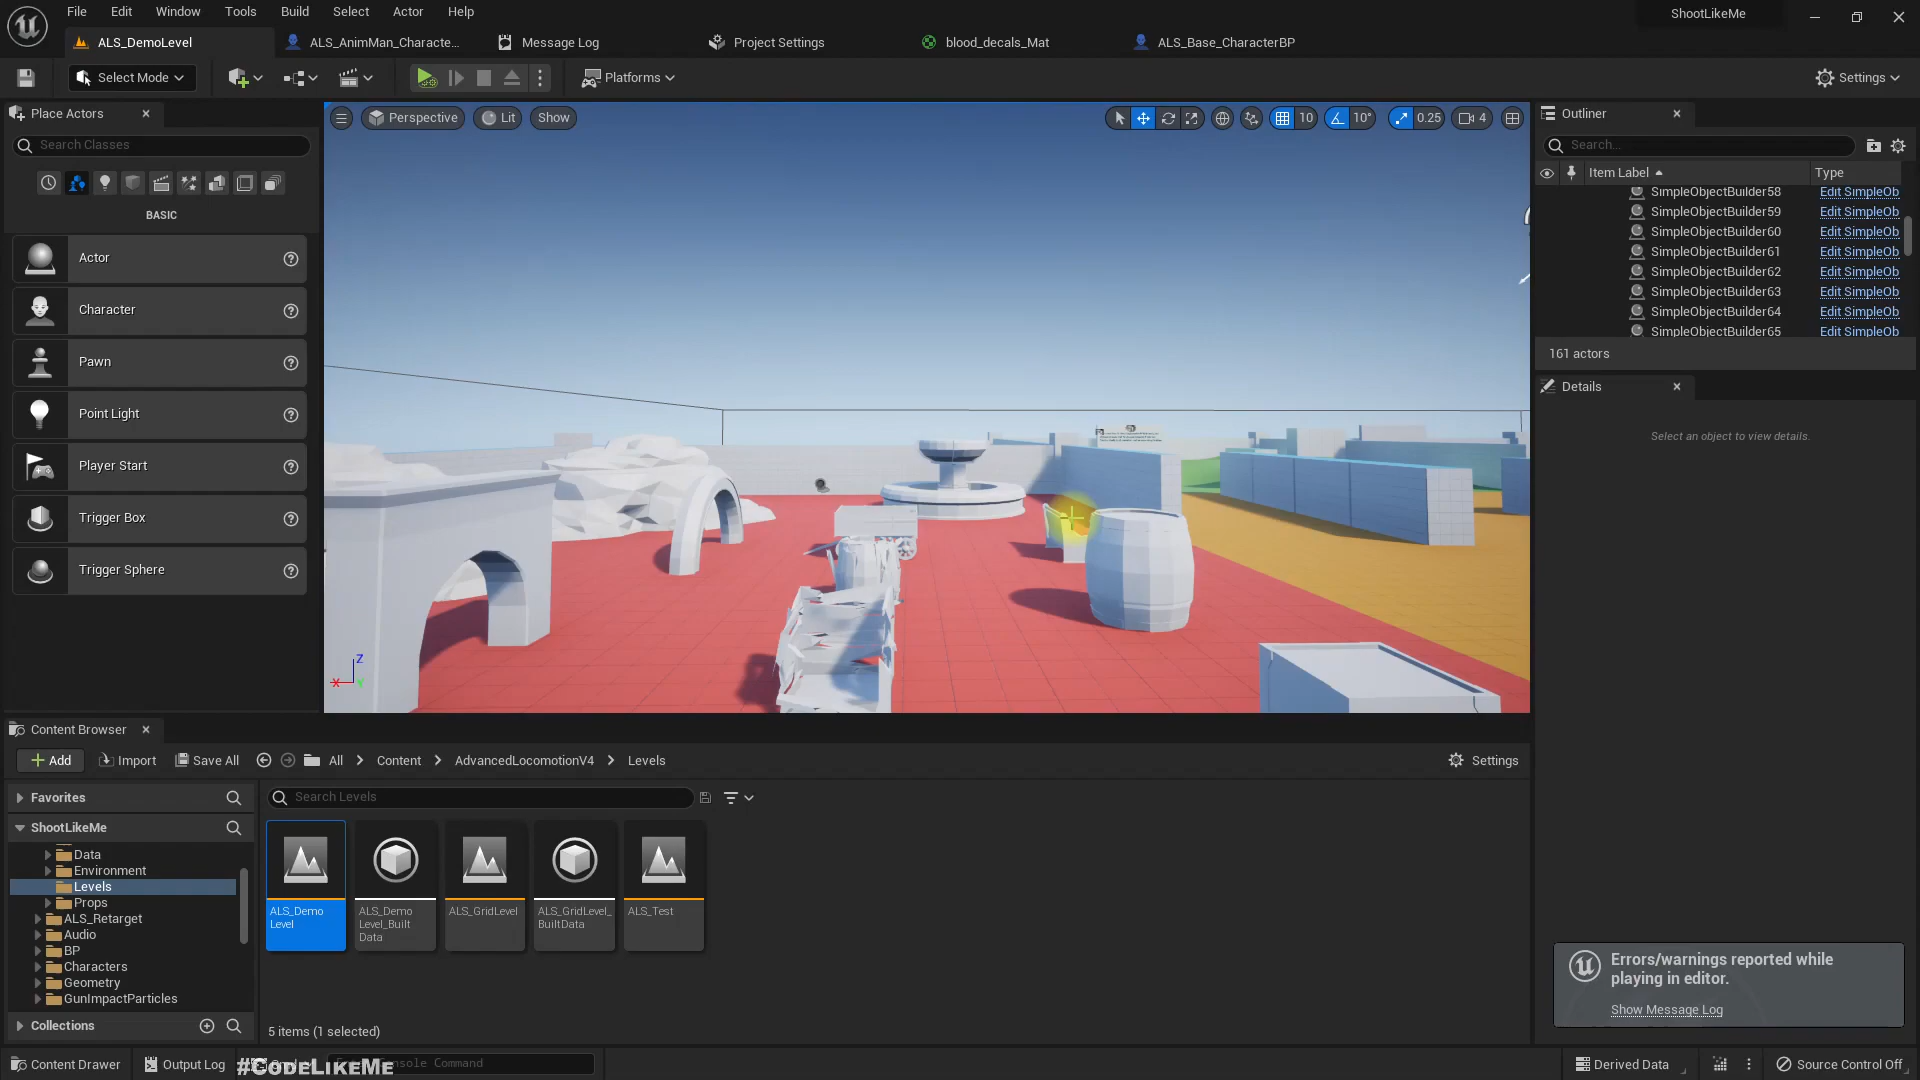 File Edit Window Tools Build Select Actor Help
ShootLikeMe
ALS_DemoLevel
ALS_AnimMan_Characte...
Message Log
Project Settings
blood_decals_Mat
ALS_Base_CharacterBP
Select Mode
Platforms
Settings
Place Actors
Search Classes
BASIC
Actor
Character
Pawn
Point Light
Player Start
Trigger Box
Trigger Sphere
Perspective
Lit
Show
10
10°
0.25
4
Z
X
Y
Outliner
Search...
Item Label
Type
SimpleObjectBuilder58 Edit SimpleOb
SimpleObjectBuilder59 Edit SimpleOb
SimpleObjectBuilder60 Edit SimpleOb
SimpleObjectBuilder61 Edit SimpleOb
SimpleObjectBuilder62 Edit SimpleOb
SimpleObjectBuilder63 Edit SimpleOb
SimpleObjectBuilder64 Edit SimpleOb
SimpleObjectBuilder65 Edit SimpleOb
161 actors
Details
Select an object to view details.
Content Browser
Add
Import
Save All
All
Content
AdvancedLocomotionV4
Levels
Settings
Favorites
ShootLikeMe
Data
Environment
Levels
Props
ALS_Retarget
Audio
BP
Characters
Geometry
GunImpactParticles
Collections
Search Levels
ALS_Demo
Level
ALS_Demo
Level_Built
Data
ALS_GridLevel
ALS_GridLevel_
BuiltData
ALS_Test
5 items (1 selected)
Errors/warnings reported while
playing in editor.
Show Message Log
Content Drawer
Output Log
#CodeLikeMe
Console Command
Derived Data
Source Control Off